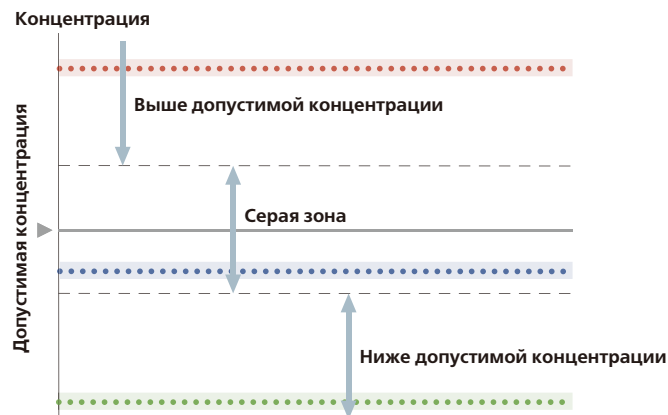 Концентрация
Выше допустимой концентрации
Допустимая концентрация
Серая зона
Ниже допустимой концентрации